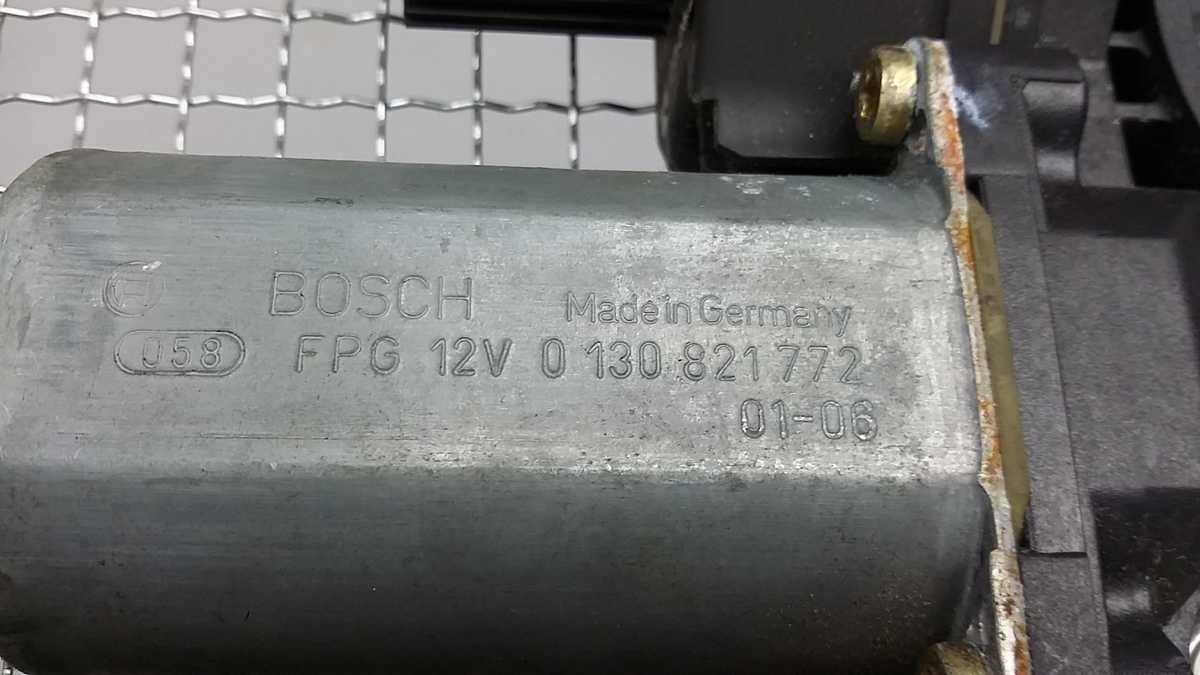 BOSCH Made in Germany
058 FPG 12V 0 130 821 772
01-06